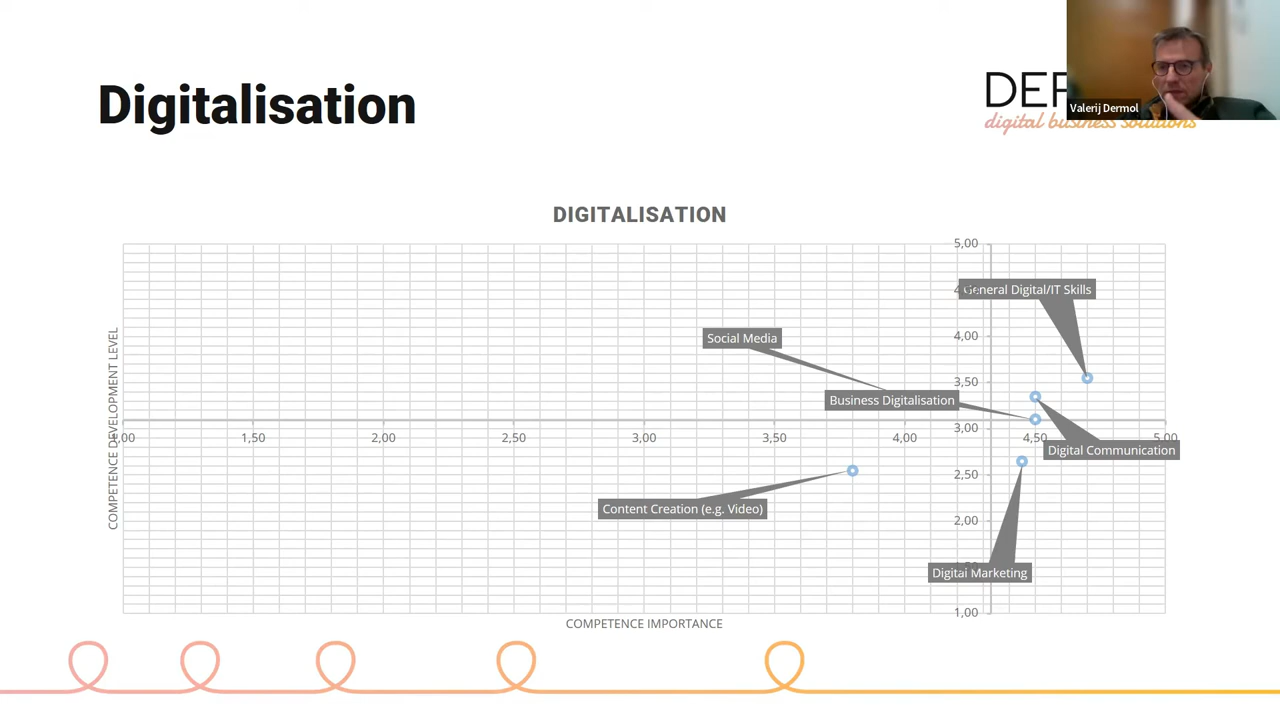 Digitalisation
DEF
digital business solutions
Valerij Dermol
DIGITALISATION
5,00
General Digital/IT Skills
4,00
Social Media
3,50
Business Digitalisation
3,00
1,50
2,00
2,50
3,00
3,50
4,00
4,50
5,00
Digital Communication
2,50
Content Creation (e.g. Video)
2,00
Digital Marketing
1,00
COMPETENCE DEVELOPMENT LEVEL
COMPETENCE IMPORTANCE